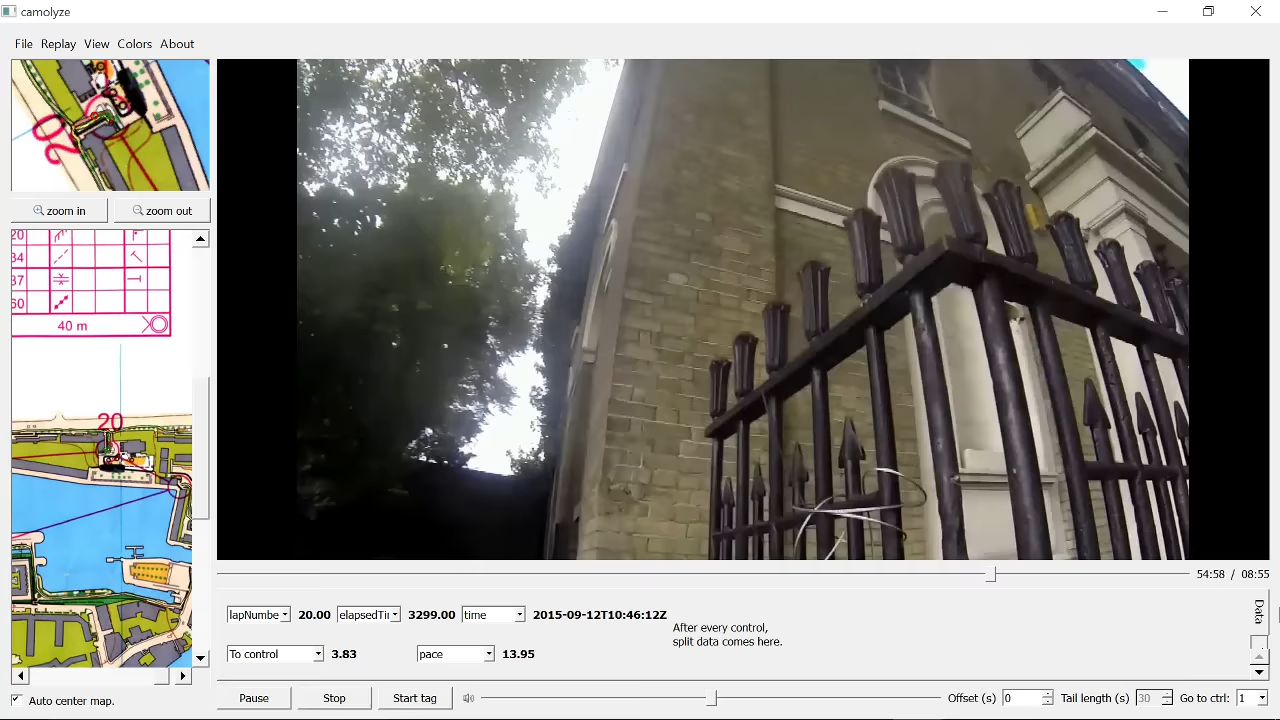 camolyze
File Replay View Colors About
20
zoom in zoom out
20
34
37
60
40 m
20
54:58 / 08:55
lapNumbe 20.00 elapsedTi 3299.00 time 2015-09-12T10:46:12Z
After every control,
split data comes here.
To control 3.83 pace 13.95
Data
Auto center map.
Pause Stop Start tag Offset (s) 0 Tail length (s) 30 Go to ctrl: 1